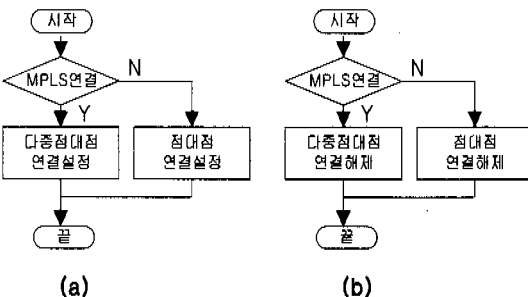 시작
MPLS연결
N
Y
다중점대점
연결설정
점대점
연결설정
끝
(a)
시작
MPLS연결
N
Y
다중점대점
연결해제
점대점
연결해제
끝
(b)